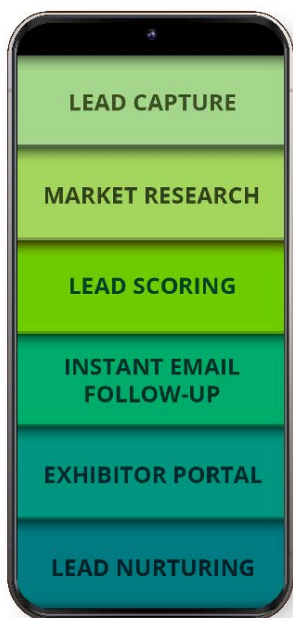 LEAD CAPTURE
MARKET RESEARCH
LEAD SCORING
INSTANT EMAIL
FOLLOW-UP
EXHIBITOR PORTAL
LEAD NURTURING